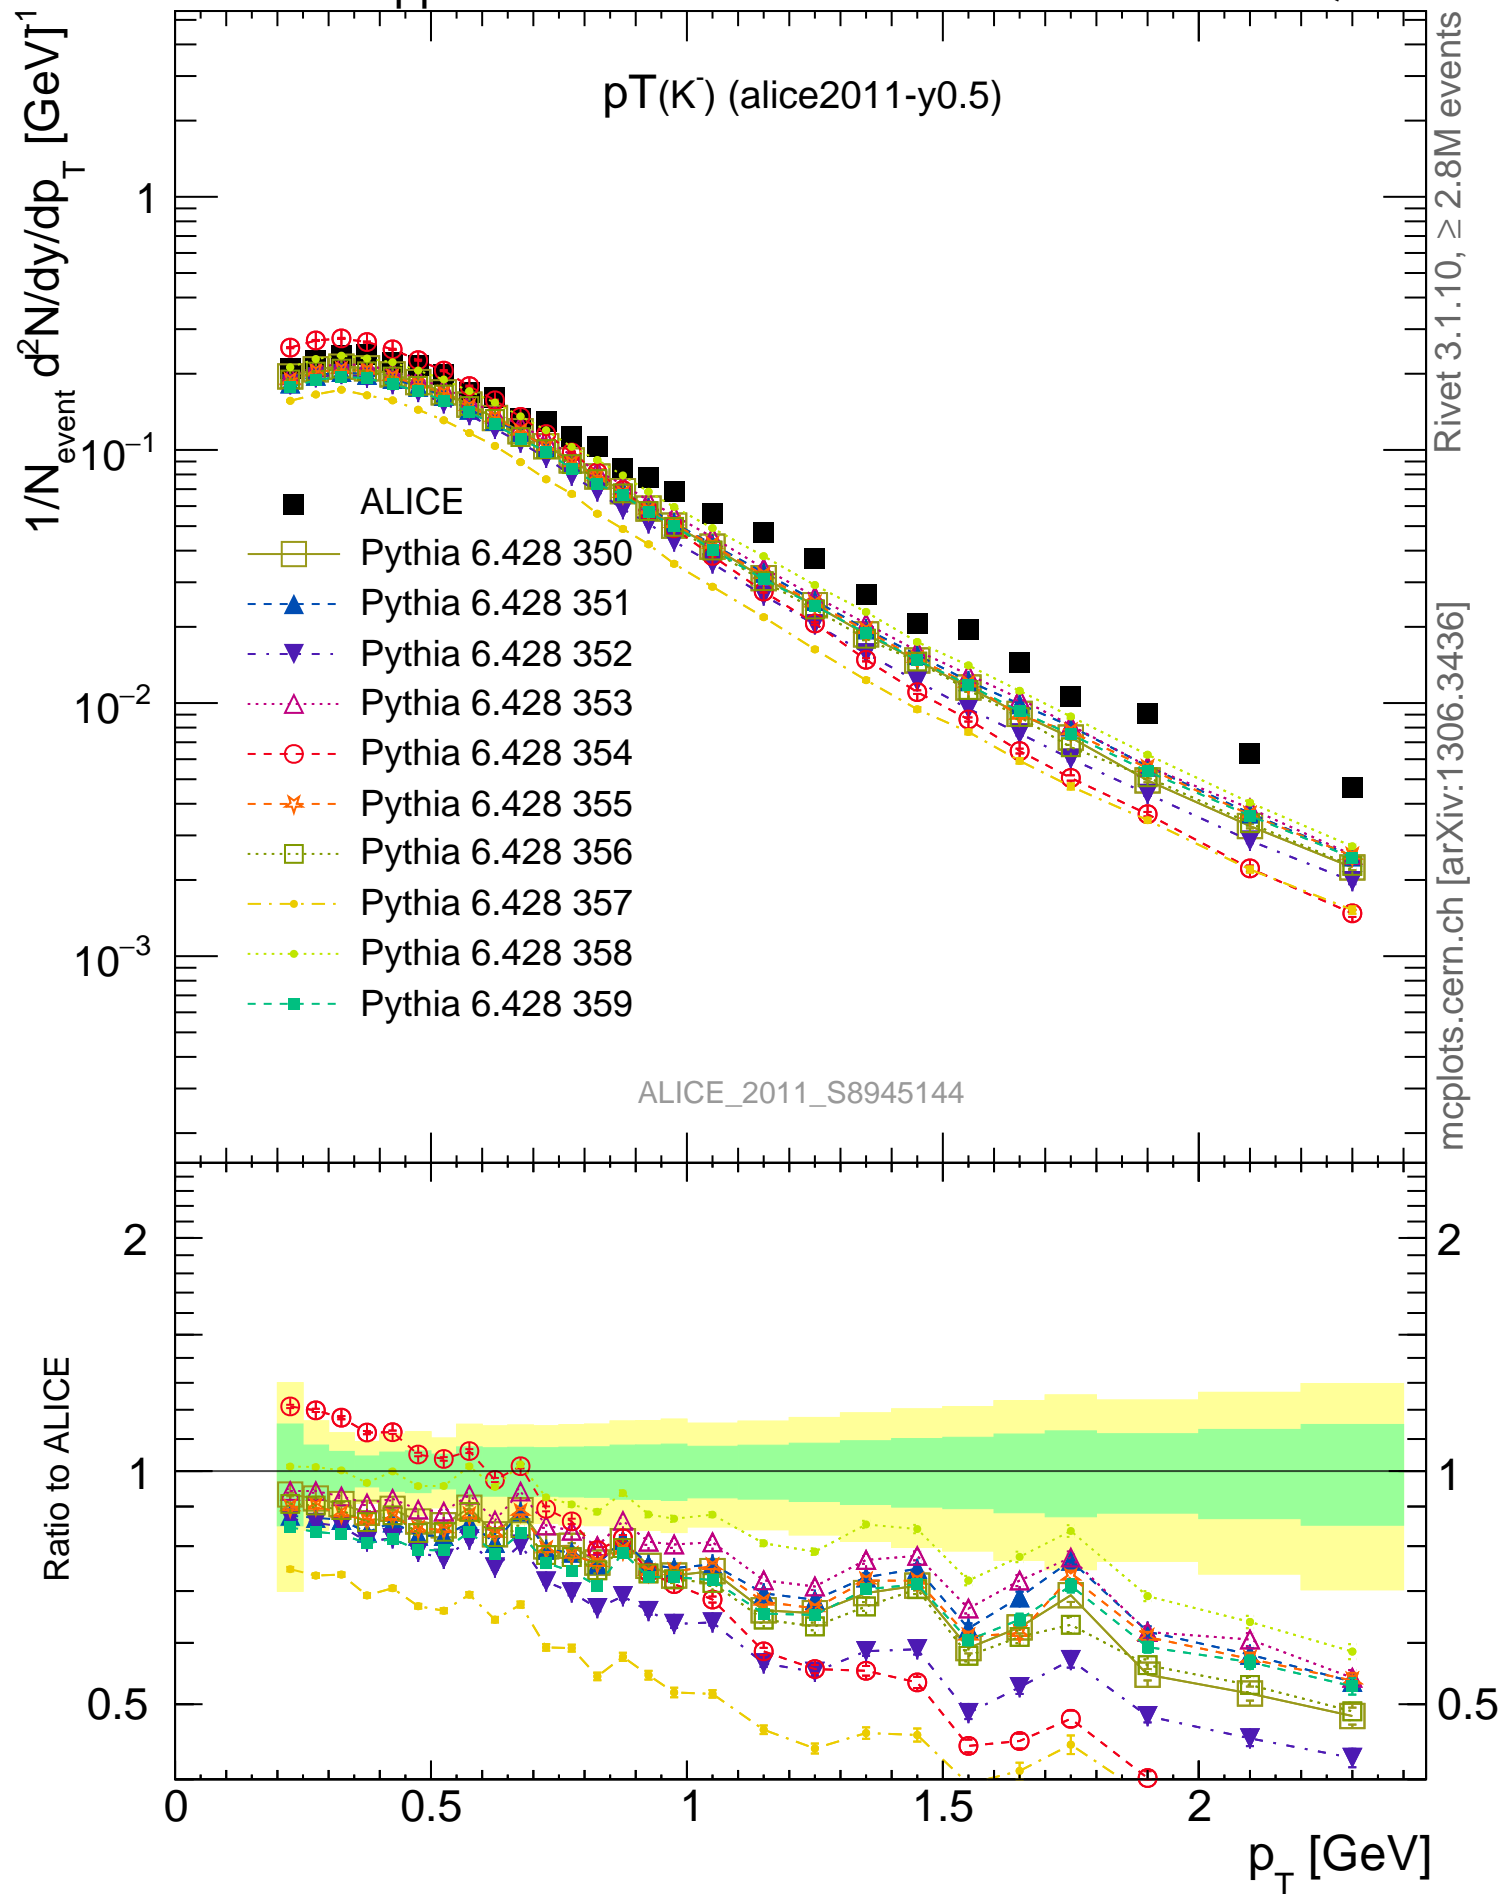 pT(K⁻) (alice2011-y0.5)
1/N_event d²N/dy/dp_T [GeV]⁻¹
1
10⁻¹
10⁻²
10⁻³
ALICE
Pythia 6.428 350
Pythia 6.428 351
Pythia 6.428 352
Pythia 6.428 353
Pythia 6.428 354
Pythia 6.428 355
Pythia 6.428 356
Pythia 6.428 357
Pythia 6.428 358
Pythia 6.428 359
ALICE_2011_S8945144
Rivet 3.1.10, ≥ 2.8M events
mcplots.cern.ch [arXiv:1306.3436]
Ratio to ALICE
2
1
0.5
2
1
0.5
0 0.5 1 1.5 2
p_T [GeV]